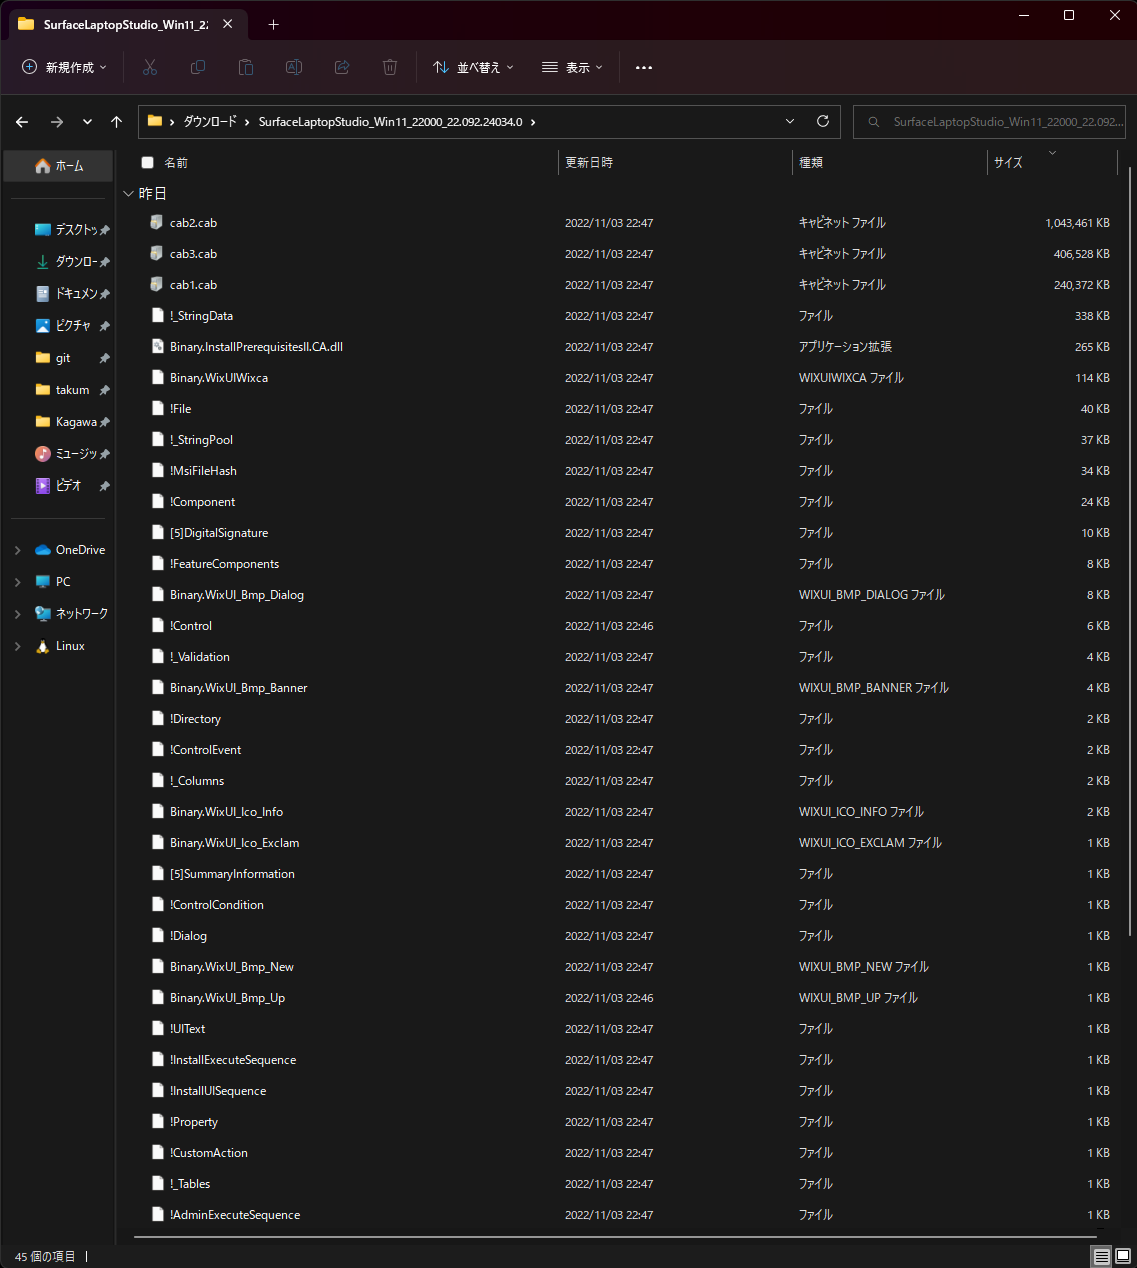 SurfaceLaptopStudio_Win11_22
新規作成
並べ替え
表示
ダウンロード
SurfaceLaptopStudio_Win11_22000_22.092.24034.0
SurfaceLaptopStudio_Win11_22000_22.092...
ホーム
デスクトッ
ダウンロー
ドキュメン
ピクチャ
git
takum
Kagawa
ミュージッ
ビデオ
OneDrive
PC
ネットワーク
Linux
名前 更新日時 種類 サイズ
昨日
cab2.cab 2022/11/03 22:47 キャビネット ファイル 1,043,461 KB
cab3.cab 2022/11/03 22:47 キャビネット ファイル 406,528 KB
cab1.cab 2022/11/03 22:47 キャビネット ファイル 240,372 KB
!_StringData 2022/11/03 22:47 ファイル 338 KB
Binary.InstallPrerequisitesII.CA.dll 2022/11/03 22:47 アプリケーション拡張 265 KB
Binary.WixUIWixca 2022/11/03 22:47 WIXUIWIXCA ファイル 114 KB
!File 2022/11/03 22:47 ファイル 40 KB
!_StringPool 2022/11/03 22:47 ファイル 37 KB
!MsiFileHash 2022/11/03 22:47 ファイル 34 KB
!Component 2022/11/03 22:47 ファイル 24 KB
[5]DigitalSignature 2022/11/03 22:47 ファイル 10 KB
!FeatureComponents 2022/11/03 22:47 ファイル 8 KB
Binary.WixUI_Bmp_Dialog 2022/11/03 22:47 WIXUI_BMP_DIALOG ファイル 8 KB
!Control 2022/11/03 22:46 ファイル 6 KB
!_Validation 2022/11/03 22:47 ファイル 4 KB
Binary.WixUI_Bmp_Banner 2022/11/03 22:47 WIXUI_BMP_BANNER ファイル 4 KB
!Directory 2022/11/03 22:47 ファイル 2 KB
!ControlEvent 2022/11/03 22:47 ファイル 2 KB
!_Columns 2022/11/03 22:47 ファイル 2 KB
Binary.WixUI_Ico_Info 2022/11/03 22:47 WIXUI_ICO_INFO ファイル 2 KB
Binary.WixUI_Ico_Exclam 2022/11/03 22:47 WIXUI_ICO_EXCLAM ファイル 1 KB
[5]SummaryInformation 2022/11/03 22:47 ファイル 1 KB
!ControlCondition 2022/11/03 22:47 ファイル 1 KB
!Dialog 2022/11/03 22:47 ファイル 1 KB
Binary.WixUI_Bmp_New 2022/11/03 22:47 WIXUI_BMP_NEW ファイル 1 KB
Binary.WixUI_Bmp_Up 2022/11/03 22:46 WIXUI_BMP_UP ファイル 1 KB
!UIText 2022/11/03 22:47 ファイル 1 KB
!InstallExecuteSequence 2022/11/03 22:47 ファイル 1 KB
!InstallUISequence 2022/11/03 22:47 ファイル 1 KB
!Property 2022/11/03 22:47 ファイル 1 KB
!CustomAction 2022/11/03 22:47 ファイル 1 KB
!_Tables 2022/11/03 22:47 ファイル 1 KB
!AdminExecuteSequence 2022/11/03 22:47 ファイル 1 KB
45 個の項目